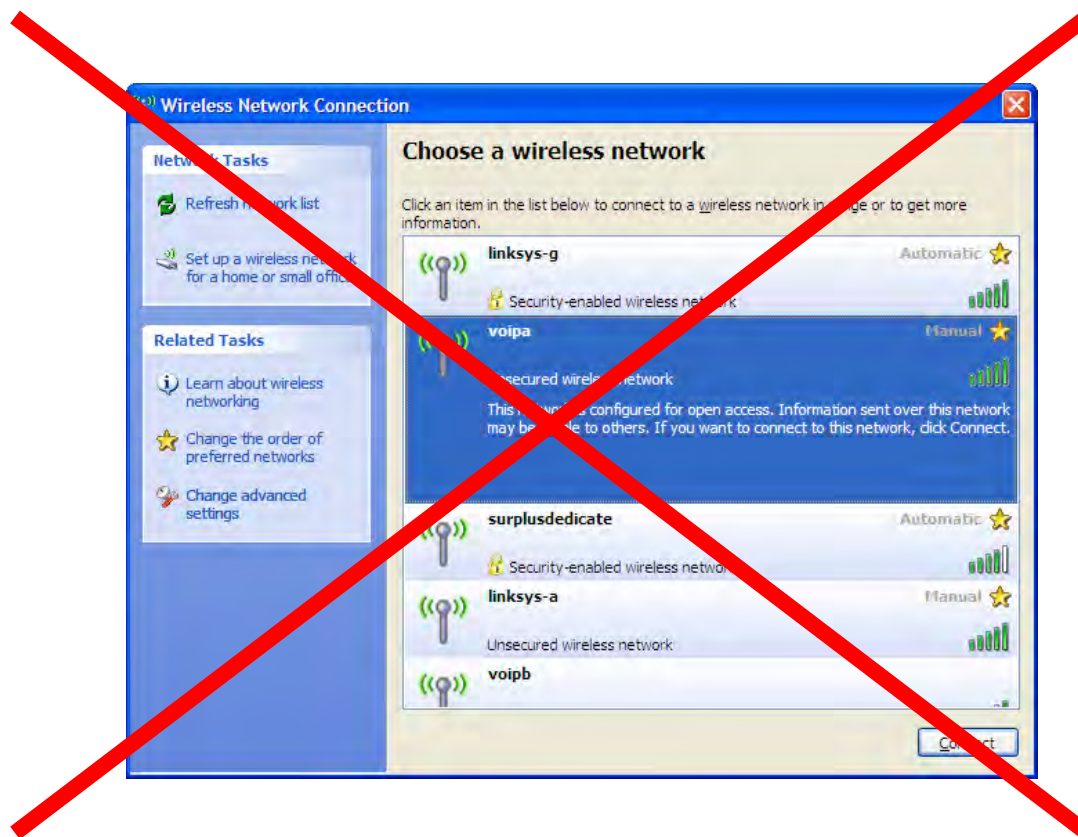 Wireless Network Connection
Network Tasks
Refresh network list
Set up a wireless network
for a home or small office
Related Tasks
Learn about wireless
networking
Change the order of
preferred networks
Change advanced
settings
Choose a wireless network
Click an item in the list below to connect to a wireless network in range or to get more
information.
linksys-g
Automatic
Security-enabled wireless network
voipa
Manual
Unsecured wireless network
This network is configured for open access. Information sent over this network
may be visible to others. If you want to connect to this network, click Connect.
surplusdedicate
Automatic
Security-enabled wireless network
linksys-a
Manual
Unsecured wireless network
voipb
Connect